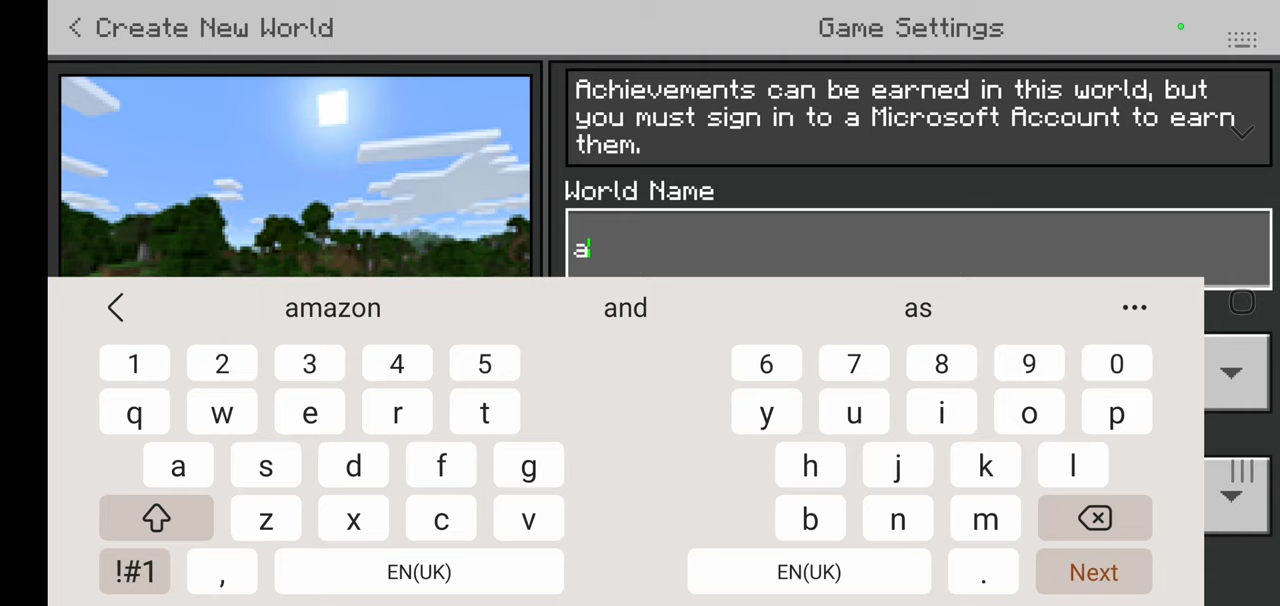 Create New World
Game Settings
Achievements can be earned in this world, but
you must sign in to a Microsoft Account to earn
them.
World Name
a
amazon and as ...
1 2 3 4 5 6 7 8 9 0
q w e r t y u i o p
a s d f g h j k l
z x c v b n m
!#1 , EN(UK) EN(UK) . Next